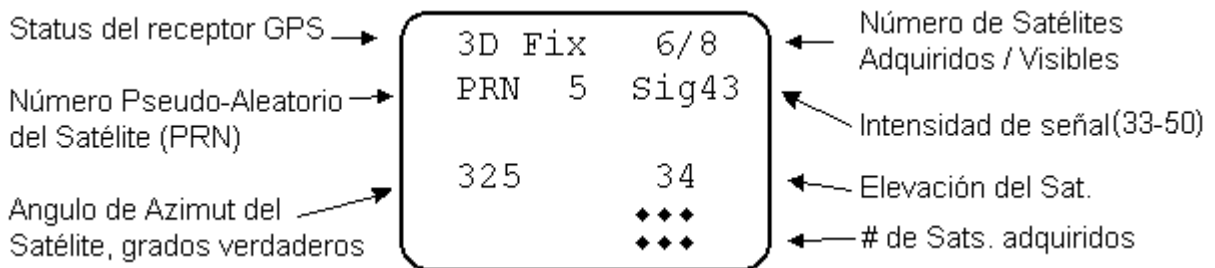 Status del receptor GPS
Número Pseudo-Aleatorio
del Satélite (PRN)
Angulo de Azimut del
Satélite, grados verdaderos
3D Fix 6/8
PRN 5 Sig43
325 34
Número de Satélites
Adquiridos / Visibles
Intensidad de señal(33-50)
Elevación del Sat.
# de Sats. adquiridos